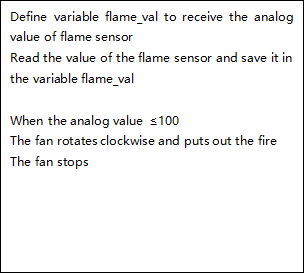 Define variable flame_val to receive the analog
value of flame sensor
Read the value of the flame sensor and save it in
the variable flame_val
When the analog value ≤100
The fan rotates clockwise and puts out the fire
The fan stops